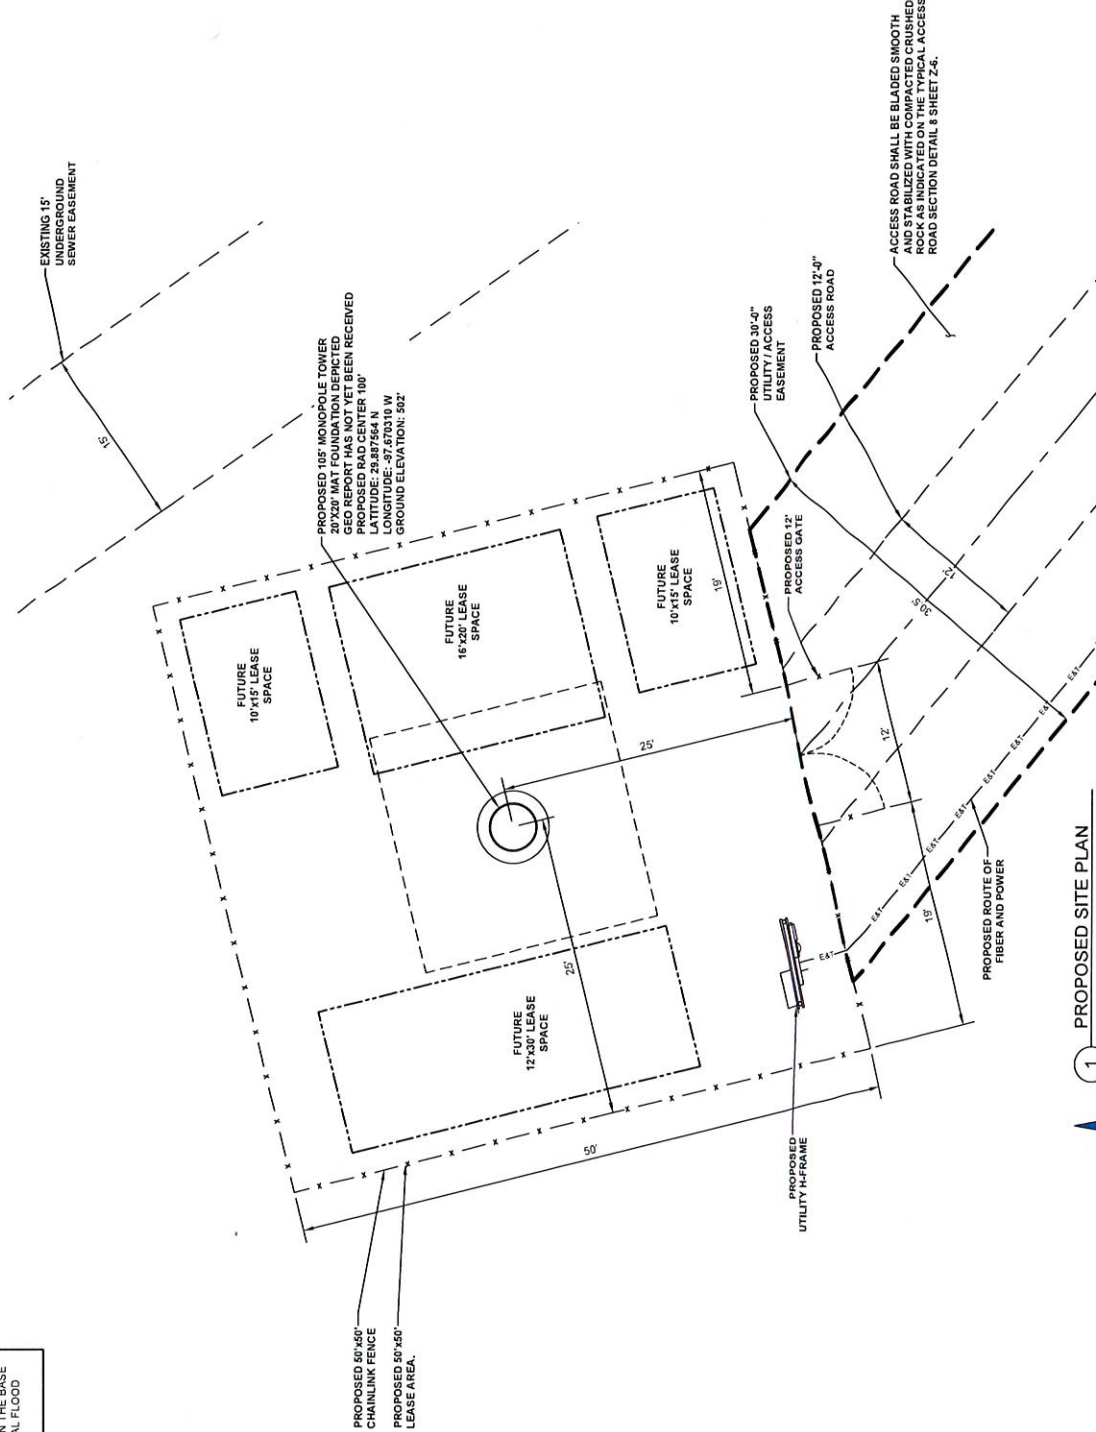 N THE BASE
AL FLOOD
EXISTING 15'
UNDERGROUND
SEWER EASEMENT
15'
PROPOSED 105' MONOPOLE TOWER
20'X20' MAT FOUNDATION DEPICTED
GEO REPORT HAS NOT YET BEEN RECEIVED
PROPOSED RAD CENTER 100'
LATITUDE: 29.887564 N
LONGITUDE: -97.670310 W
GROUND ELEVATION: 502'
ACCESS ROAD SHALL BE BLADED SMOOTH
AND STABILIZED WITH COMPACTED CRUSHED
ROCK AS INDICATED ON THE TYPICAL ACCESS
ROAD SECTION DETAIL 8 SHEET Z-6.
PROPOSED 30'-0"
UTILITY / ACCESS
EASEMENT
PROPOSED 12'-0"
ACCESS ROAD
PROPOSED 12'
ACCESS GATE
FUTURE
10'x15' LEASE
SPACE
FUTURE
16'x20' LEASE
SPACE
FUTURE
10'x15' LEASE
SPACE
19'
25'
12'
30.5'
12'
19'
25'
FUTURE
12'x30' LEASE
SPACE
50'
E&T
E&T
E&T
E&T
E&T
E&T
E&T
E&T
PROPOSED ROUTE OF
FIBER AND POWER
PROPOSED
UTILITY H-FRAME
PROPOSED 50'x50'
CHAINLINK FENCE
PROPOSED 50'x50'
LEASE AREA.
1
PROPOSED SITE PLAN